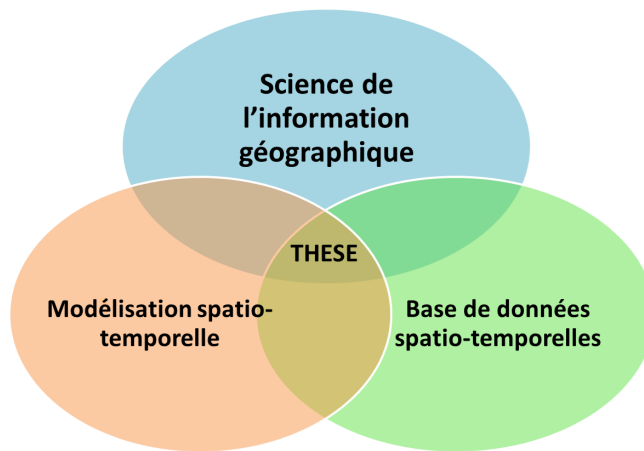 Science de
l'information
géographique
THESE
Modélisation spatio-
temporelle
Base de données
spatio-temporelles